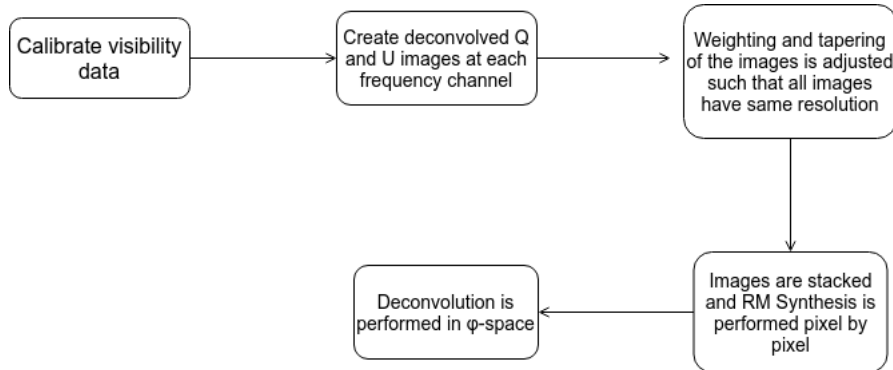 Calibrate visibility
data
Create deconvolved Q
and U images at each
frequency channel
Weighting and tapering
of the images is adjusted
such that all images
have same resolution
Images are stacked
and RM Synthesis is
performed pixel by
pixel
Deconvolution is
performed in φ-space